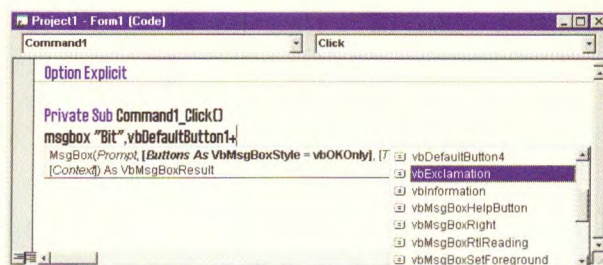 Project1 - Form1 (Code)
Command1 Click
Option Explicit
Private Sub Command1_Click()
msgbox "Bit",vbDefaultButton1+
MsgBox(Prompt, [Buttons As VbMsgBoxStyle = vbOKOnly], [T
[Context]) As VbMsgBoxResult
vbDefaultButton4
vbExclamation
vbInformation
vbMsgBoxHelpButton
vbMsgBoxRight
vbMsgBoxRtlReading
vbMsgBoxSetForeground